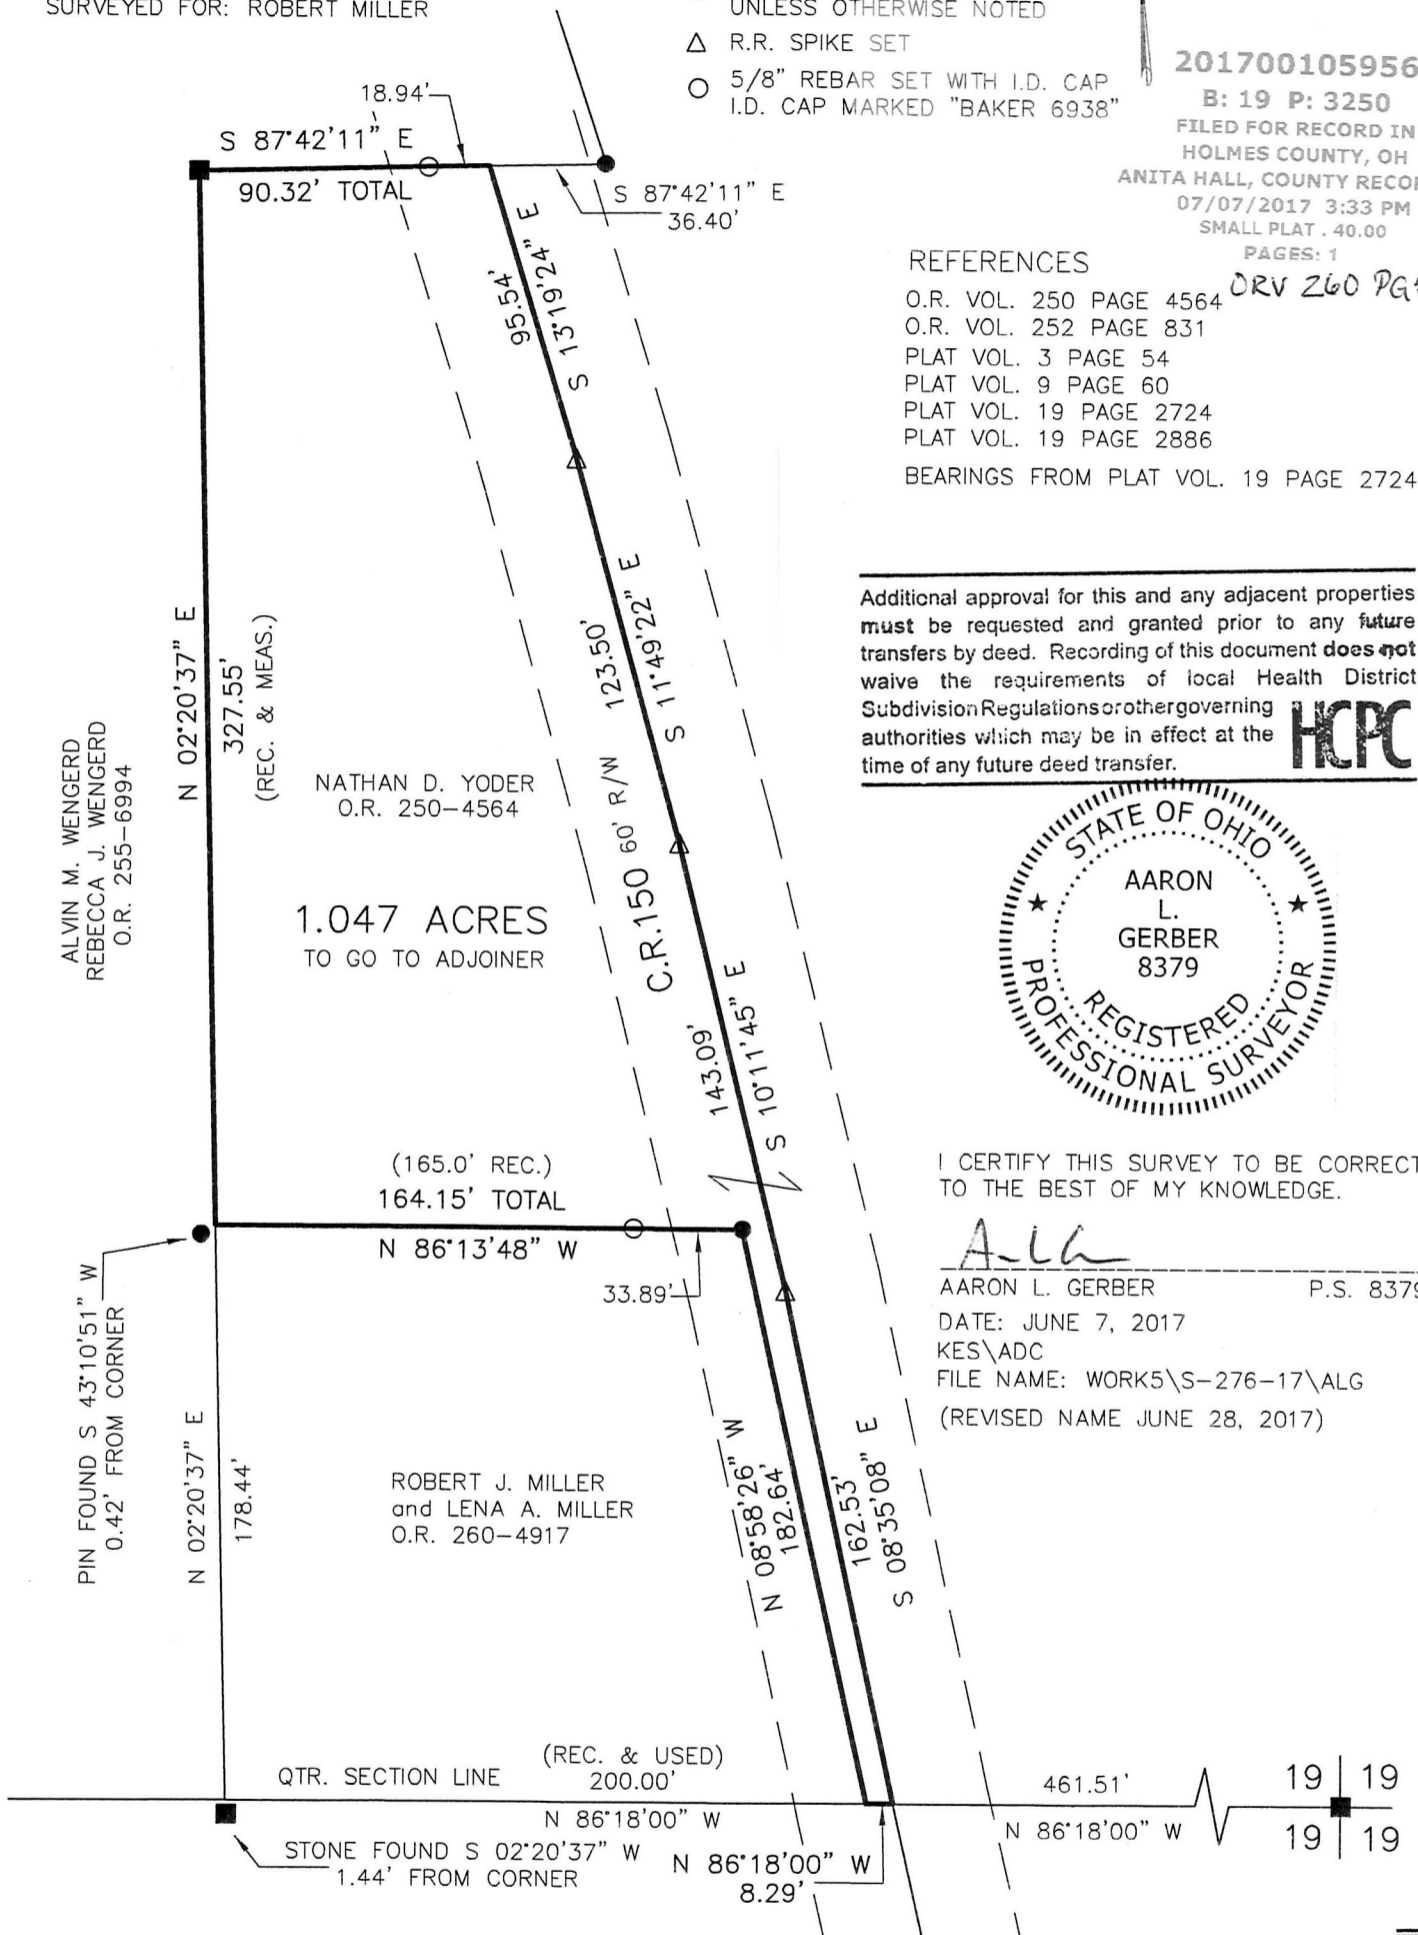 SURVEYED FOR: ROBERT MILLER
UNLESS OTHERWISE NOTED
R.R. SPIKE SET
5/8" REBAR SET WITH I.D. CAP
I.D. CAP MARKED "BAKER 6938"
201700105956
B: 19 P: 3250
FILED FOR RECORD IN
HOLMES COUNTY, OH
ANITA HALL, COUNTY RECOR
07/07/2017 3:33 PM
SMALL PLAT . 40.00
PAGES: 1
ORV 260 PG
18.94'
S 87°42'11" E
90.32' TOTAL
S 87°42'11" E
36.40'
REFERENCES
O.R. VOL. 250 PAGE 4564
O.R. VOL. 252 PAGE 831
PLAT VOL. 3 PAGE 54
PLAT VOL. 9 PAGE 60
PLAT VOL. 19 PAGE 2724
PLAT VOL. 19 PAGE 2886
BEARINGS FROM PLAT VOL. 19 PAGE 2724
95.54'
S 13°19'24" E
Additional approval for this and any adjacent properties
must be requested and granted prior to any future
transfers by deed. Recording of this document does not
waive the requirements of local Health District
Subdivision Regulations or other governing
authorities which may be in effect at the
time of any future deed transfer.
HCPC
N 02°20'37" E
327.55'
(REC. & MEAS.)
123.50'
S 11°49'22" E
ALVIN M. WENGERD
REBECCA J. WENGERD
O.R. 255-6994
NATHAN D. YODER
O.R. 250-4564
1.047 ACRES
TO GO TO ADJOINER
C.R.150 60' R/W
STATE OF OHIO
AARON
L.
GERBER
8379
REGISTERED
PROFESSIONAL SURVEYOR
143.09'
S 10°11'45" E
(165.0' REC.)
164.15' TOTAL
N 86°13'48" W
33.89'
I CERTIFY THIS SURVEY TO BE CORRECT
TO THE BEST OF MY KNOWLEDGE.
AARON L. GERBER P.S. 8379
DATE: JUNE 7, 2017
KES\ADC
FILE NAME: WORK5\S-276-17\ALG
(REVISED NAME JUNE 28, 2017)
PIN FOUND S 43°10'51" W
0.42' FROM CORNER
N 02°20'37" E
178.44'
ROBERT J. MILLER
and LENA A. MILLER
O.R. 260-4917
N 08°58'26" W
182.64'
162.53'
S 08°35'08" E
QTR. SECTION LINE
(REC. & USED)
200.00'
N 86°18'00" W
461.51'
N 86°18'00" W
19 19
19 19
STONE FOUND S 02°20'37" W
1.44' FROM CORNER
N 86°18'00" W
8.29'